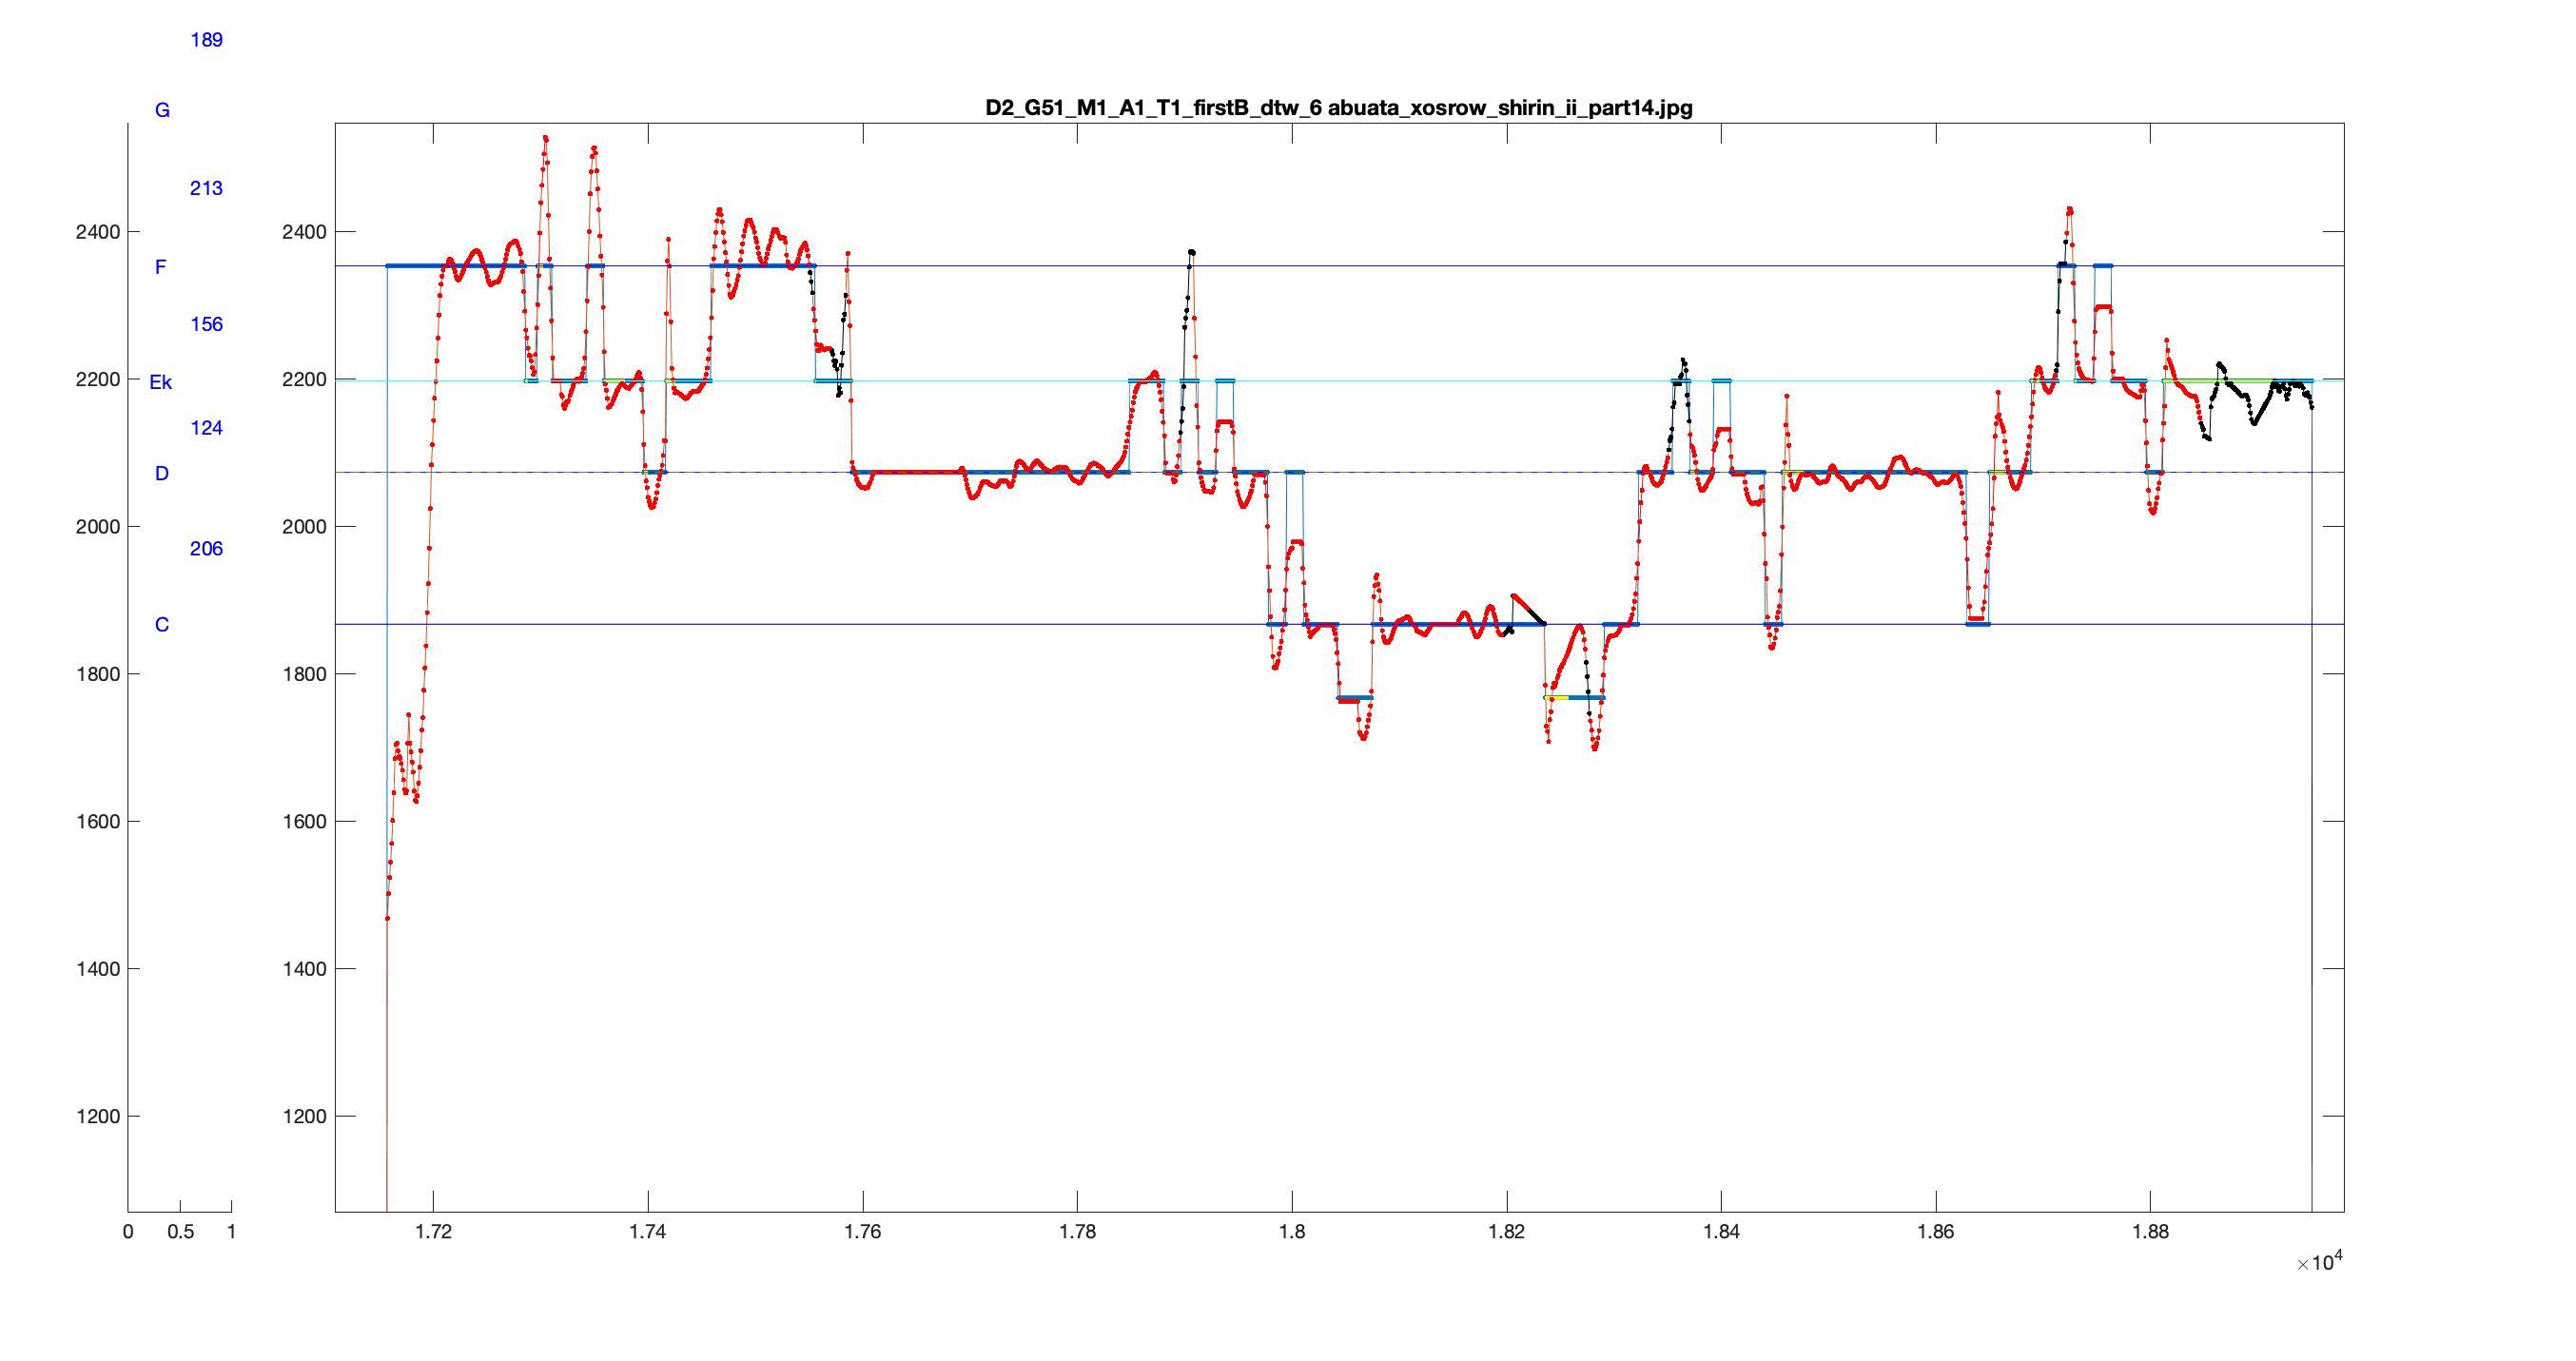 189
G
D2_G51_M1_A1_T1_firstB_dtw_6 abuata_xosrow_shirin_ii_part14.jpg
213
2400 2400
F
156
2200 Ek 2200
124
D
2000 2000
206
C
1800 1800
1600 1600
1400 1400
1200 1200
0 0.5 1 1.72 1.74 1.76 1.78 1.8 1.82 1.84 1.86 1.88
×10⁴